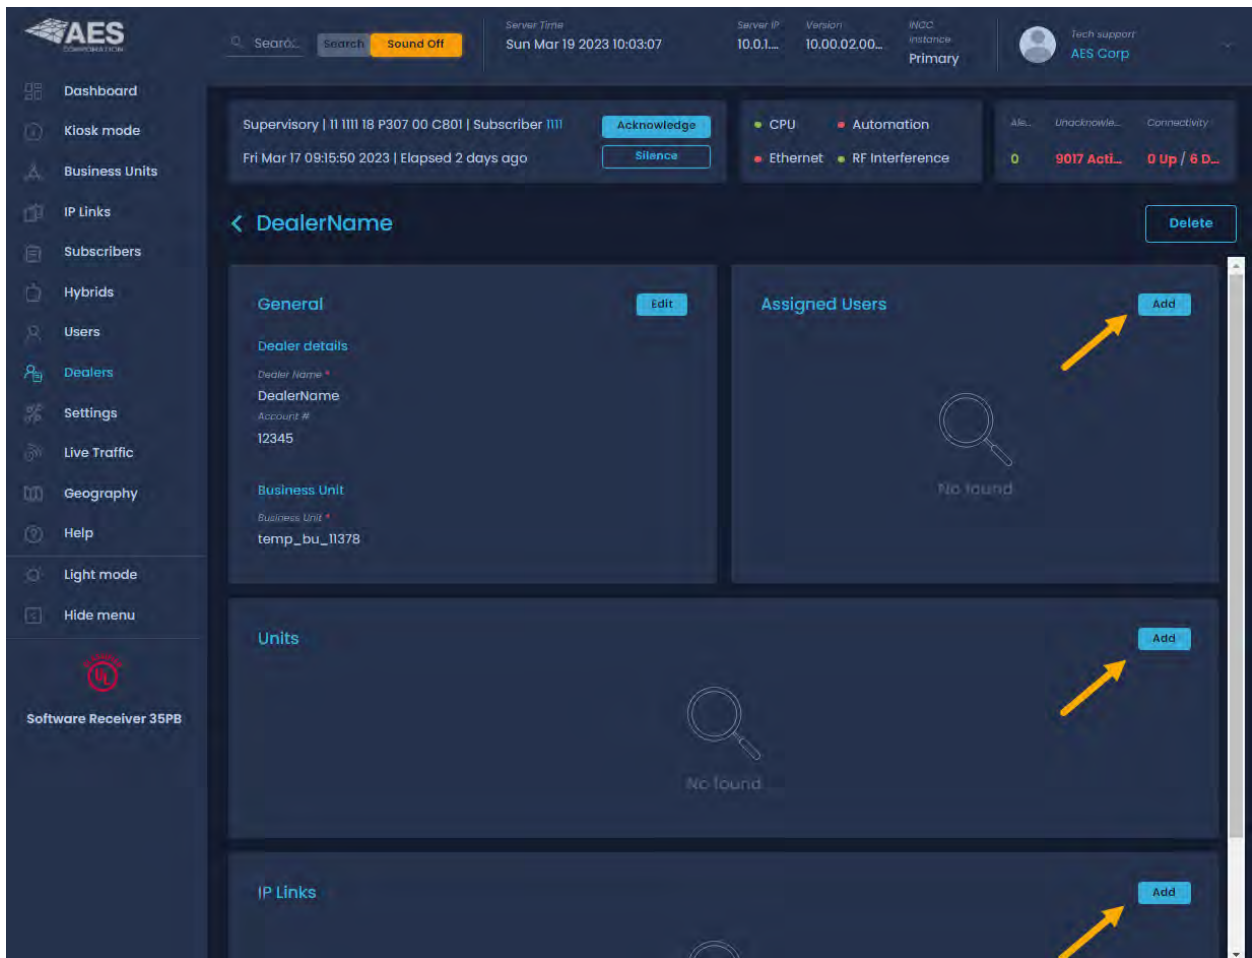 AES
CORPORATION
Search Sound Off
Server Time
Sun Mar 19 2023 10:03:07
Server IP
10.0.1....
Version
10.00.02.00...
INCC
instance
Primary
Tech support
AES Corp
Dashboard
Kiosk mode
Business Units
IP Links
Subscribers
Hybrids
Users
Dealers
Settings
Live Traffic
Geography
Help
Light mode
Hide menu
UL
Software Receiver 35PB
Supervisory | 11 1111 18 P307 00 C801 | Subscriber 1111
Acknowledge
Fri Mar 17 09:15:50 2023 | Elapsed 2 days ago
Silence
CPU Automation
Ethernet RF Interference
Ale... Unacknowle... Connectivity
0 9017 Acti... 0 Up / 6 D...
< DealerName
Delete
General
Edit
Dealer details
Dealer Name *
DealerName
Account #
12345
Business Unit
Business Unit *
temp_bu_11378
Assigned Users
Add
No found
Units
Add
No found
IP Links
Add